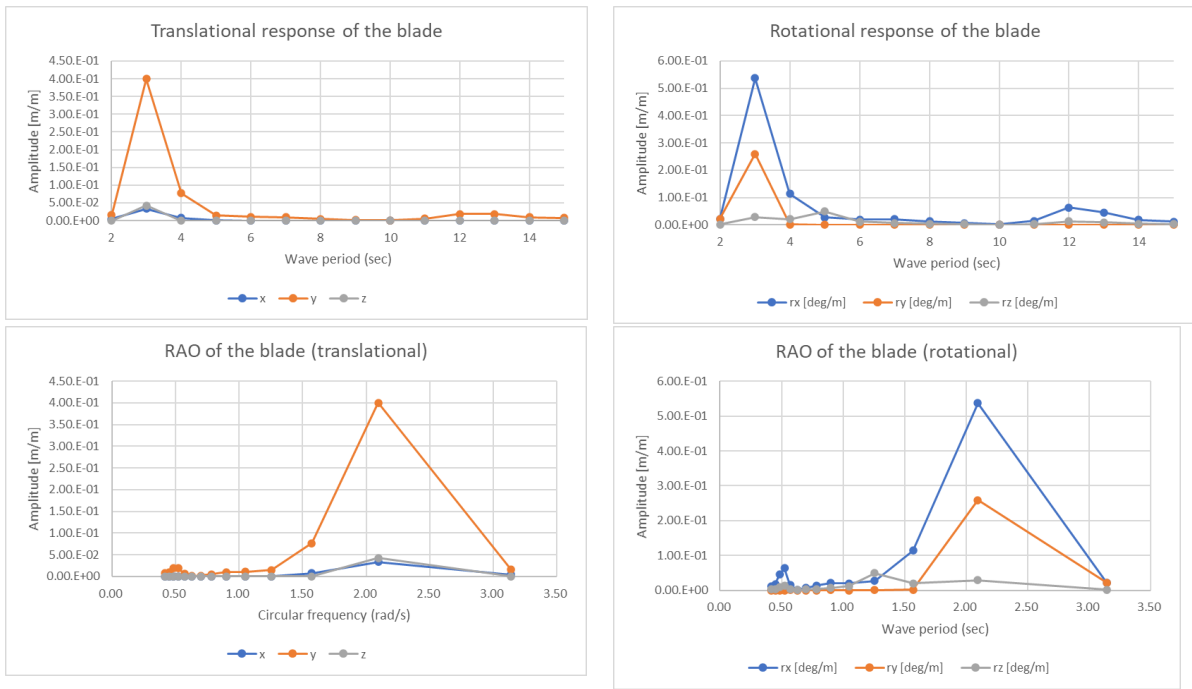 Translational response of the blade
4.50.E-01
4.00.E-01
3.50.E-01
3.00.E-01
2.50.E-01
2.00.E-01
1.50.E-01
1.00.E-01
5.00.E-02
0.00.E+00
Amplitude [m/m]
2 4 6 8 10 12 14
Wave period (sec)
x y z
Rotational response of the blade
6.00.E-01
5.00.E-01
4.00.E-01
3.00.E-01
2.00.E-01
1.00.E-01
0.00.E+00
Amplitude [m/m]
2 4 6 8 10 12 14
Wave period (sec)
rx [deg/m] ry [deg/m] rz [deg/m]
RAO of the blade (translational)
4.50.E-01
4.00.E-01
3.50.E-01
3.00.E-01
2.50.E-01
2.00.E-01
1.50.E-01
1.00.E-01
5.00.E-02
0.00.E+00
Amplitude [m/m]
0.00 0.50 1.00 1.50 2.00 2.50 3.00 3.50
Circular frequency (rad/s)
x y z
RAO of the blade (rotational)
6.00.E-01
5.00.E-01
4.00.E-01
3.00.E-01
2.00.E-01
1.00.E-01
0.00.E+00
Amplitude [m/m]
0.00 0.50 1.00 1.50 2.00 2.50 3.00 3.50
Wave period (sec)
rx [deg/m] ry [deg/m] rz [deg/m]